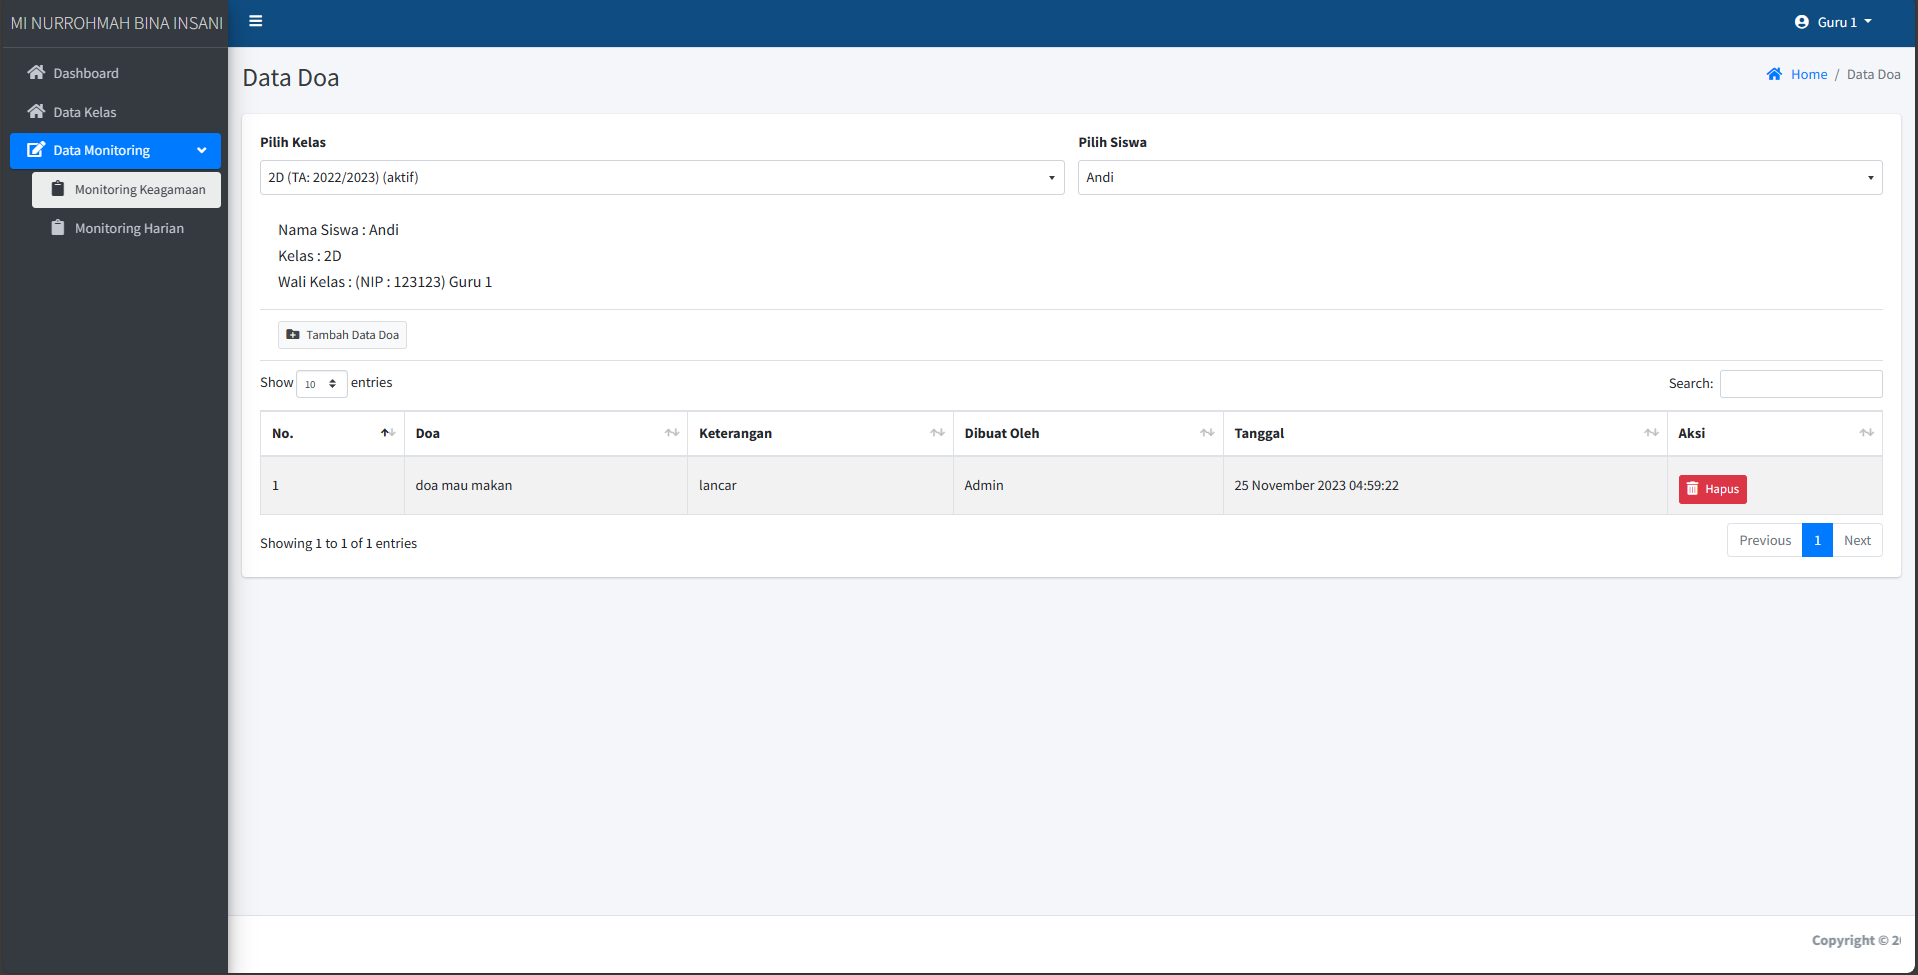 MI NURROHMAH BINA INSANI
Guru 1
Dashboard
Data Kelas
Data Monitoring
Monitoring Keagamaan
Monitoring Harian
Data Doa
Home / Data Doa
Pilih Kelas
Pilih Siswa
2D (TA: 2022/2023) (aktif)
Andi
Nama Siswa : Andi
Kelas : 2D
Wali Kelas : (NIP : 123123) Guru 1
Tambah Data Doa
Show 10 entries
Search:
No. Doa Keterangan Dibuat Oleh Tanggal Aksi
1 doa mau makan lancar Admin 25 November 2023 04:59:22 Hapus
Showing 1 to 1 of 1 entries
Previous 1 Next
Copyright ©